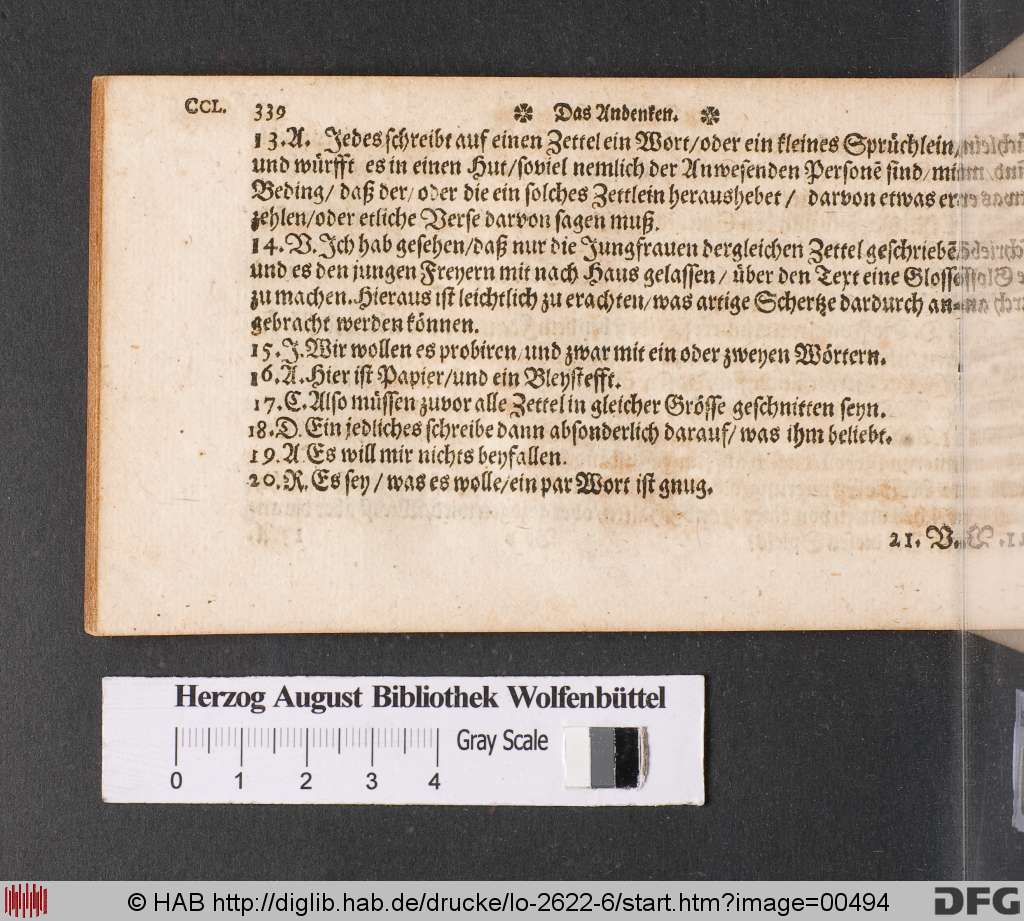 CCL. 339 Das Andenken.
13. A. Jedes schreibt auf einen Zettel ein Wort/oder ein kleines Sprüchlein/
und würfft es in einen Hut/soviel nemlich der Anwesenden Personē sind/ mit
Beding/ daß der/ oder die ein solches Zettlein heraushebet / darvon etwas er-
zehlen/oder etliche Verse darvon sagen muß.
14. V. Ich hab gesehen/daß nur die Jungfrauen dergleichen Zettel geschriebē
und es den jungen Freyern mit nach Haus gelassen / über den Text eine Glosse
zu machen. Hieraus ist leichtlich zu erachten/was artige Schertze dardurch an-
gebracht werden können.
15. J. Wir wollen es probiren/und zwar mit ein oder zweyen Wörtern.
16. A. Hier ist Papier/und ein Bleystefft.
17. C. Also müssen zuvor alle Zettel in gleicher Grösse geschnitten seyn.
18. D. Ein jedliches schreibe dann absonderlich darauf/ was ihm beliebt.
19. A Es will mir nichts beyfallen.
20. R. Es sey / was es wolle/ein par Wort ist gnug.
21. V.
Herzog August Bibliothek Wolfenbüttel
Gray Scale
0 1 2 3 4
© HAB http://diglib.hab.de/drucke/lo-2622-6/start.htm?image=00494
DFG